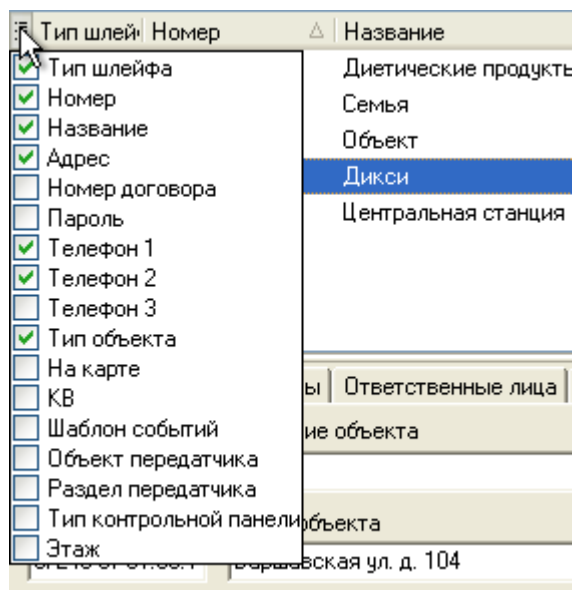 Тип шлей Номер Название
Тип шлейфа Диетические продукты
Номер Семья
Название Объект
Адрес Дикси
Номер договора
Пароль Центральная станция
Телефон 1
Телефон 2
Телефон 3
Тип объекта
На карте
КВ ы Ответственные лица
Шаблон событий ие объекта
Объект передатчика
Раздел передатчика
Тип контрольной панели объекта
Этаж
ская ул. д. 104